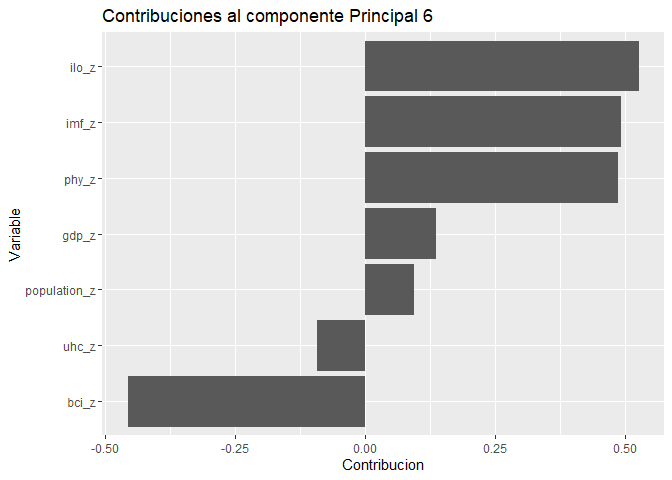 Contribuciones al componente Principal 6
Variable
ilo_z
imf_z
phy_z
gdp_z
population_z
uhc_z
bci_z
-0.50 -0.25 0.00 0.25 0.50
Contribucion